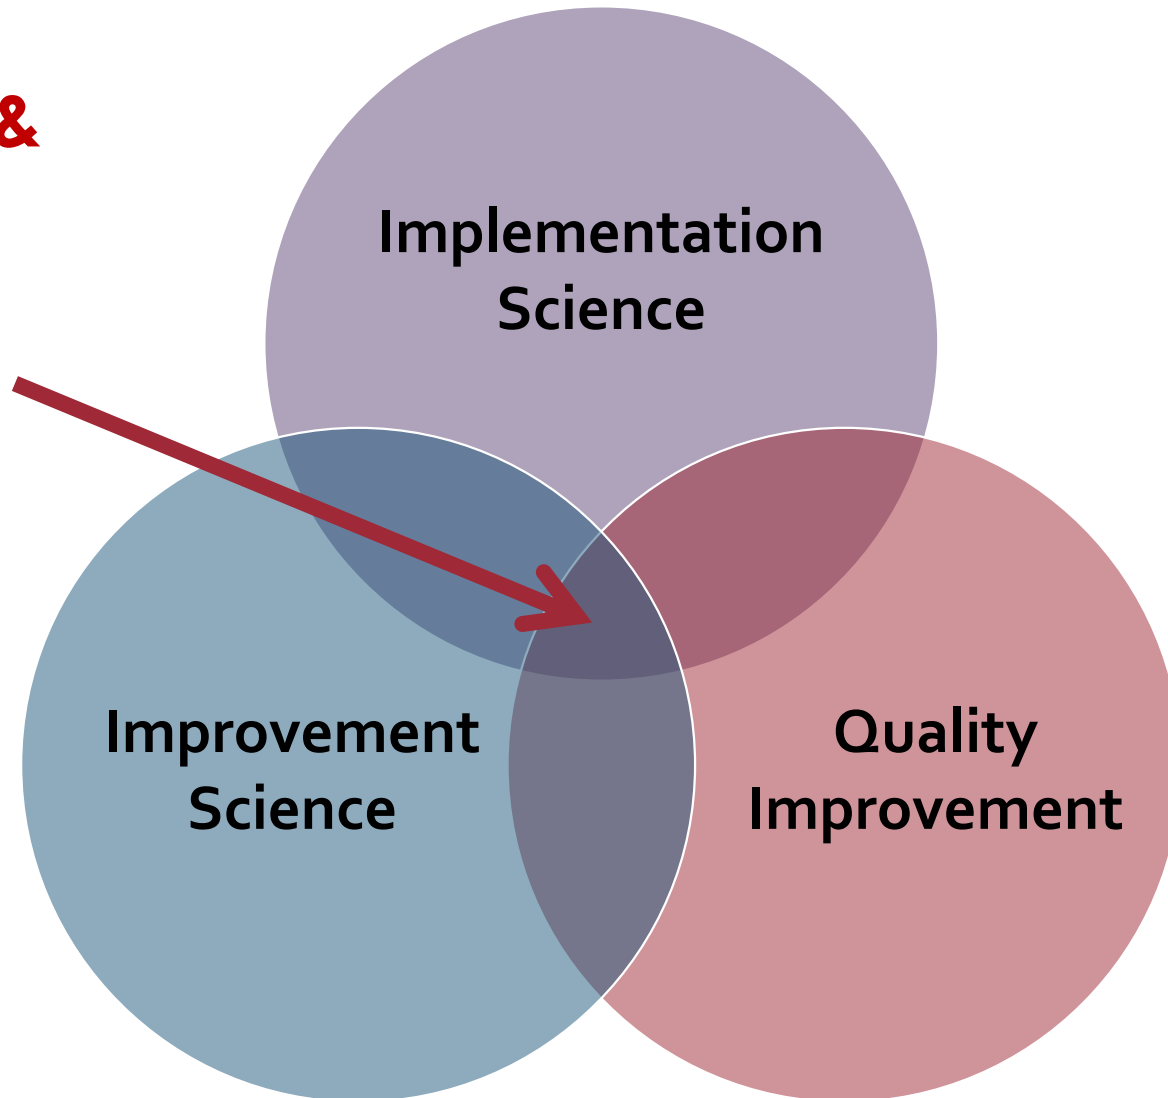 &
Implementation
Science
Improvement
Science
Quality
Improvement